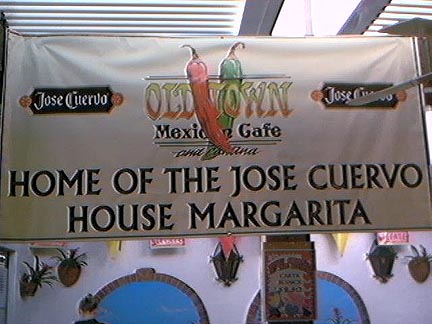 Jose Cuervo
OLD TOWN
Jose Cuervo
Mexican Cafe
and Cantina
HOME OF THE JOSE CUERVO
HOUSE MARGARITA